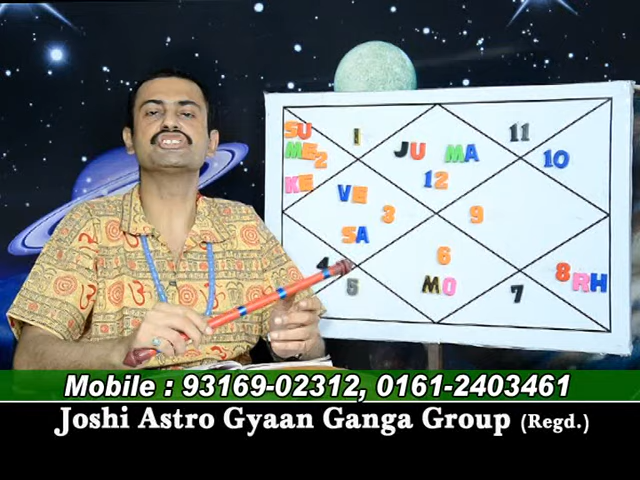 SU
1
JU
MA
11
ME
2
12
10
KE
VE
3
9
SA
4
6
5
MO
7
8
RH
Mobile : 93169-02312, 0161-2403461
Joshi Astro Gyaan Ganga Group (Regd.)